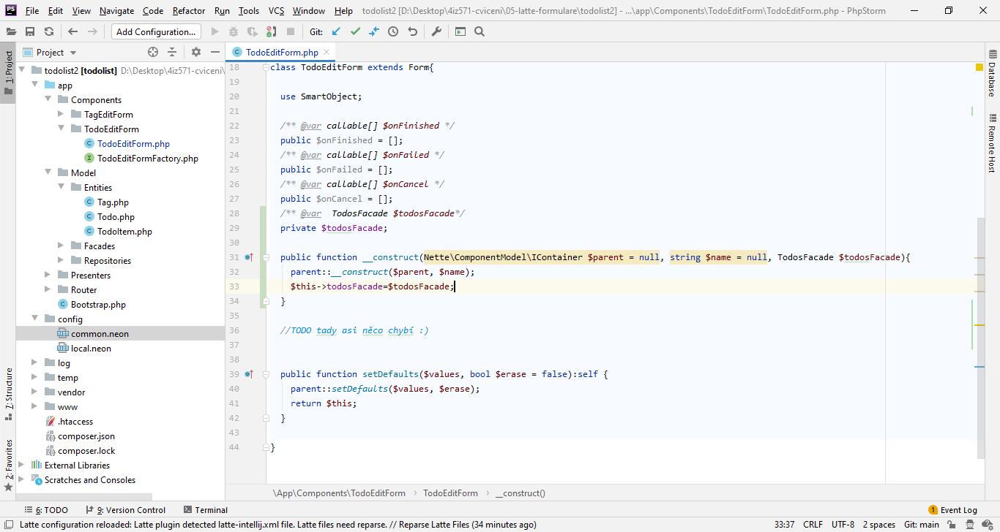 PS File Edit View Navigate Code Refactor Run Tools VCS Window Help todolist2 [D:\Desktop\4iz571-cviceni\05-latte-formulare\todolist2] - ...\app\Components\TodoEditForm\TodoEditForm.php - PhpStorm
Add Configuration... Git:
Project TodoEditForm.php
1: Project
7: Structure
2: Favorites
Database
Remote Host
todolist2 [todolist] D:\Desktop\4iz571-cviceni\
app
Components
TagEditForm
TodoEditForm
TodoEditForm.php
TodoEditFormFactory.php
Model
Entities
Tag.php
Todo.php
TodoItem.php
Facades
Repositories
Presenters
Router
Bootstrap.php
config
common.neon
local.neon
log
temp
vendor
www
.htaccess
composer.json
composer.lock
External Libraries
Scratches and Consoles
18 class TodoEditForm extends Form{
19
20 use SmartObject;
21
22 /** @var callable[] $onFinished */
23 public $onFinished = [];
24 /** @var callable[] $onFailed */
25 public $onFailed = [];
26 /** @var callable[] $onCancel */
27 public $onCancel = [];
28 /** @var  TodosFacade $todosFacade*/
29 private $todosFacade;
30
31 public function __construct(Nette\ComponentModel\IContainer $parent = null, string $name = null, TodosFacade $todosFacade){
32 parent::__construct($parent, $name);
33 $this->todosFacade=$todosFacade;
34 }
35
36 //TODO tady asi něco chybí :)
37
38
39 public function setDefaults($values, bool $erase = false):self {
40 parent::setDefaults($values, $erase);
41 return $this;
42 }
43
44 }
\App\Components\TodoEditForm › TodoEditForm › __construct()
6: TODO 9: Version Control Terminal 1 Event Log
Latte configuration reloaded: Latte plugin detected latte-intellij.xml file. Latte files need reparse. // Reparse Latte Files (34 minutes ago) 33:37 CRLF UTF-8 2 spaces Git: main